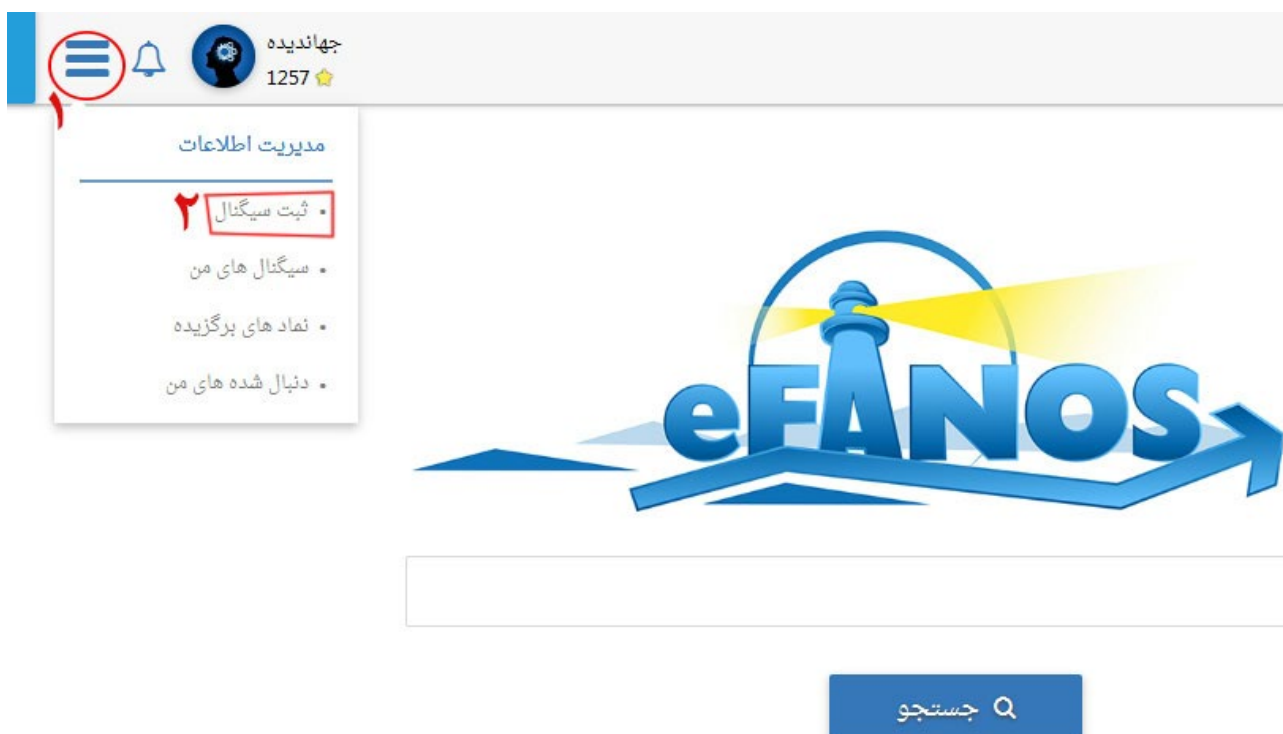 جهاندیده
1257
۱
مدیریت اطلاعات
ثبت سیگنال ۲
سیگنال های من
نماد های برگزیده
دنبال شده های من
eFANOS
جستجو